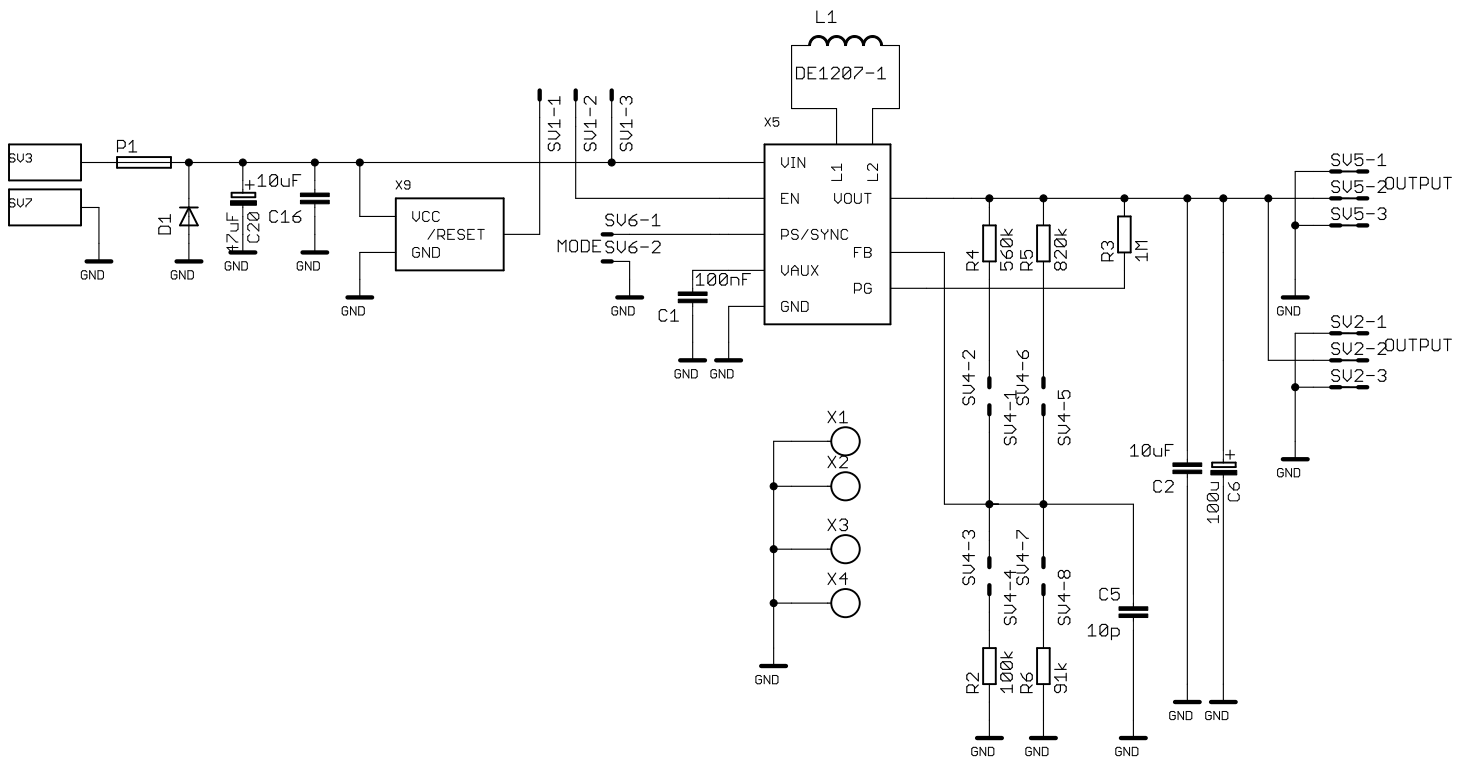 L1
DE1207-1
SV1-1
SV1-2
SV1-3
X5
P1
SV3
SV7
GND
D1
GND
47uF
C20
GND
10uF
C16
GND
X9
VCC
/RESET
GND
GND
SV6-1
MODE
SV6-2
GND
VIN
L1
L2
EN
VOUT
PS/SYNC
FB
VAUX
PG
GND
100nF
C1
GND
GND
R4
560k
R5
820k
R3
1M
SV5-1
SV5-2
OUTPUT
SV5-3
GND
SV2-1
SV2-2
OUTPUT
SV2-3
GND
SV4-2
SV4-1
SV4-6
SV4-5
X1
X2
X3
X4
GND
10uF
C2
100u
C6
+
+
SV4-3
SV4-4
SV4-7
SV4-8
C5
10p
R2
100k
R6
91k
GND
GND
GND
GND
GND